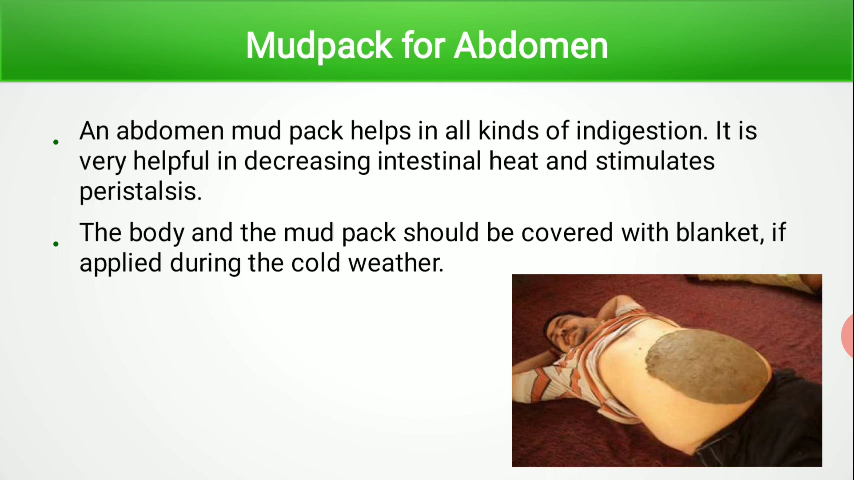 Mudpack for Abdomen
An abdomen mud pack helps in all kinds of indigestion. It is
very helpful in decreasing intestinal heat and stimulates
peristalsis.
The body and the mud pack should be covered with blanket, if
applied during the cold weather.